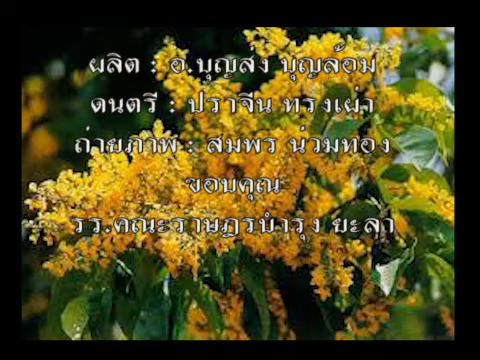 ผลิต : อ.บุญส่ง บุญล้อม
ดนตรี : ปราจีน ทรงเผ่า
ถ่ายภาพ : สมพร น่วมทอง
ขอบคุณ
รร.คณะราษฎรบำรุง ยะลา